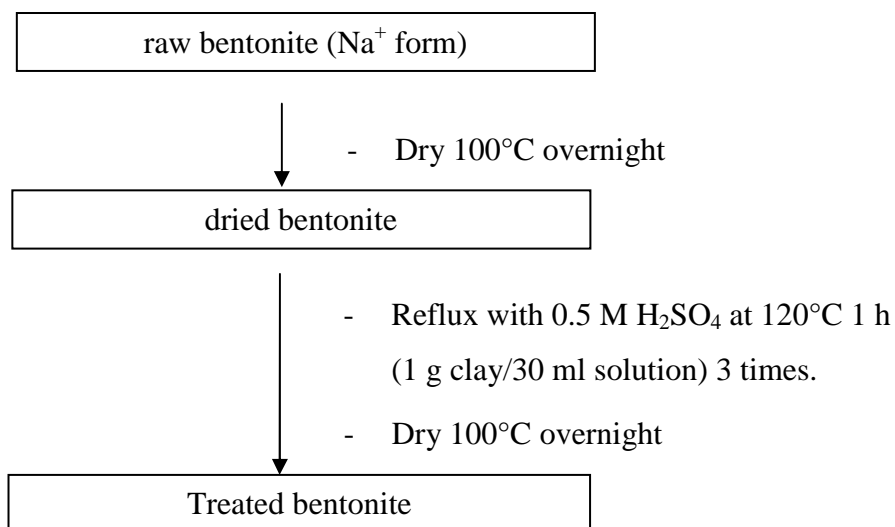 raw bentonite (Na⁺ form)
- Dry 100°C overnight
dried bentonite
- Reflux with 0.5 M H₂SO₄ at 120°C 1 h
(1 g clay/30 ml solution) 3 times.
- Dry 100°C overnight
Treated bentonite